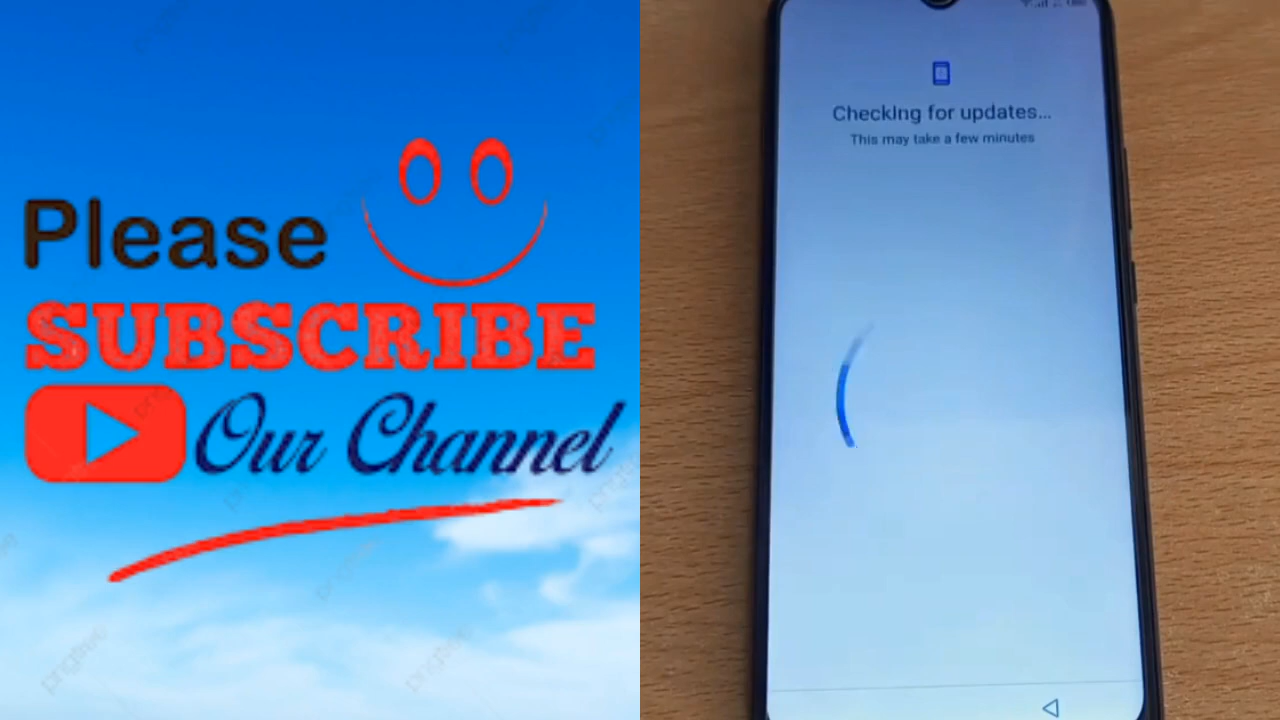 Please
SUBSCRIBE
Our Channel
Checking for updates...
This may take a few minutes